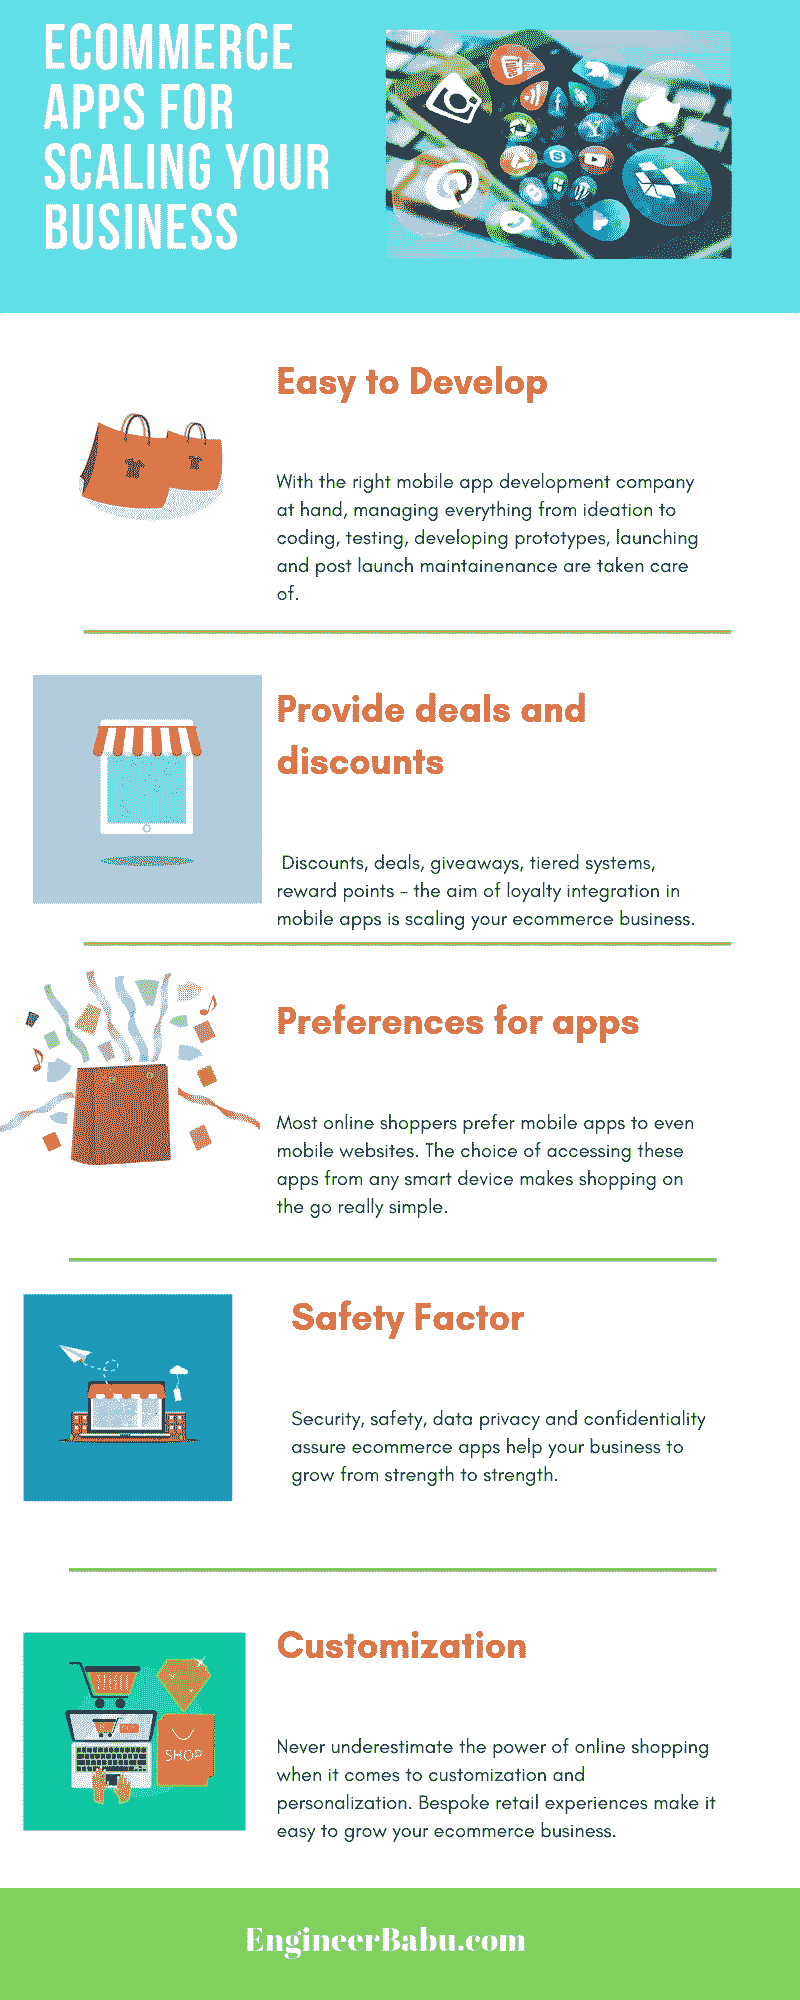 ECOMMERCE
APPS FOR
SCALING YOUR
BUSINESS
Easy to Develop
With the right mobile app development company
at hand, managing everything from ideation to
coding, testing, developing prototypes, launching
and post launch maintainenance are taken care
of.
Provide deals and
discounts
Discounts, deals, giveaways, tiered systems,
reward points - the aim of loyalty integration in
mobile apps is scaling your ecommerce business.
Preferences for apps
Most online shoppers prefer mobile apps to even
mobile websites. The choice of accessing these
apps from any smart device makes shopping on
the go really simple.
Safety Factor
Security, safety, data privacy and confidentiality
assure ecommerce apps help your business to
grow from strength to strength.
Customization
SHOP
Never underestimate the power of online shopping
when it comes to customization and
personalization. Bespoke retail experiences make it
easy to grow your ecommerce business.
EngineerBabu.com